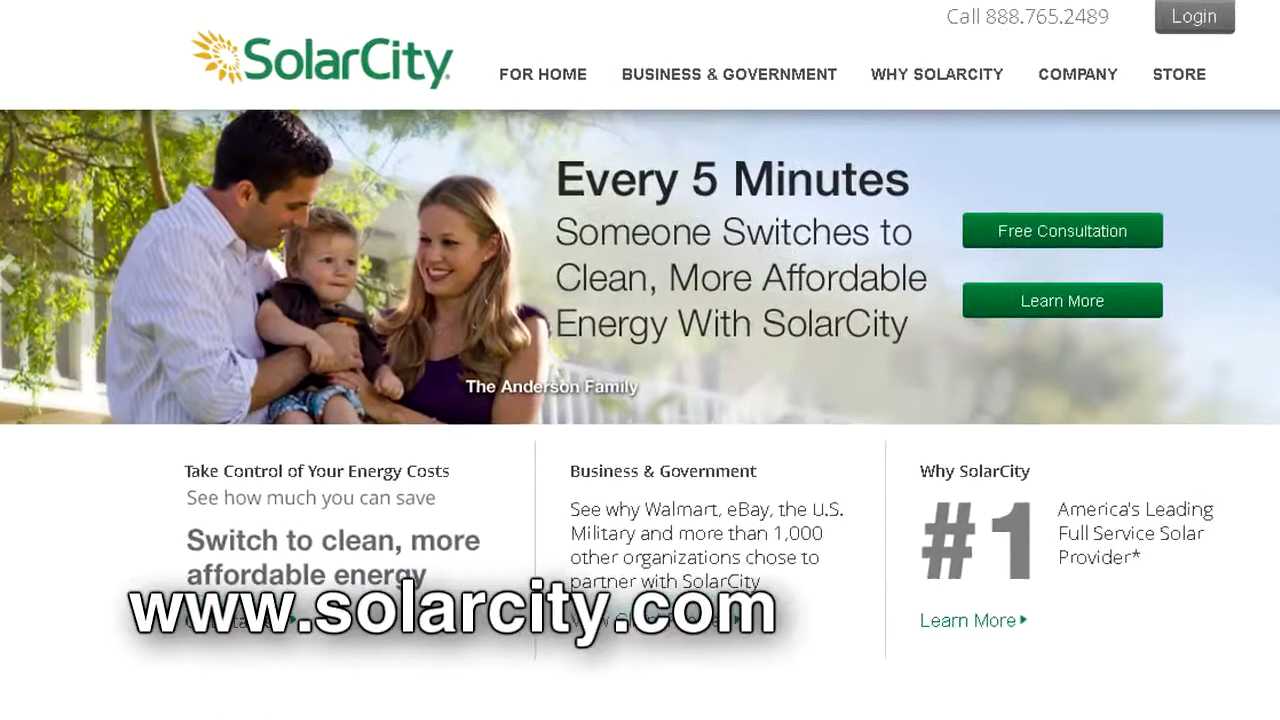 Call 888.765.2489
Login
SolarCity
FOR HOME
BUSINESS & GOVERNMENT
WHY SOLARCITY
COMPANY
STORE
Every 5 Minutes
Someone Switches to
Clean, More Affordable
Energy With SolarCity
Free Consultation
Learn More
The Anderson Family
Take Control of Your Energy Costs
See how much you can save
Switch to clean, more
affordable energy
Business & Government
See why Walmart, eBay, the U.S.
Military and more than 1,000
other organizations chose to
partner with SolarCity
Why SolarCity
#1
America's Leading
Full Service Solar
Provider*
Learn More
www.solarcity.com